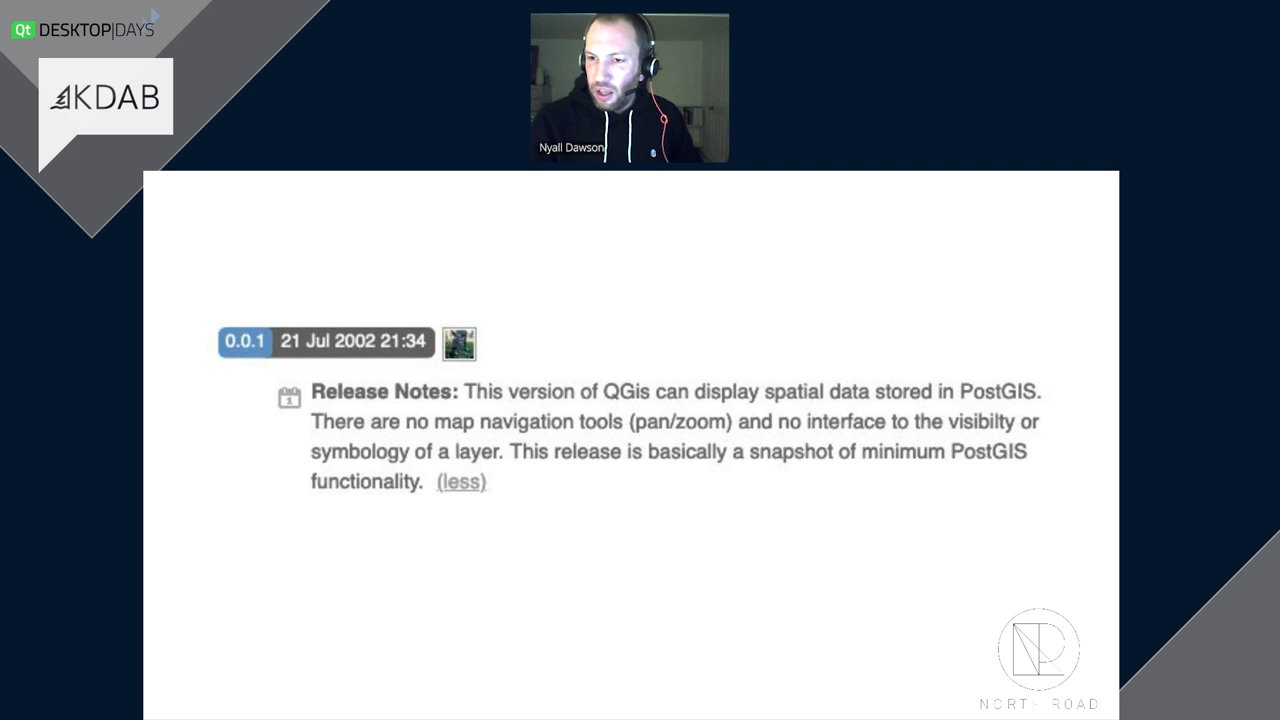 Qt DESKTOP|DAYS
KDAB
Nyall Dawson
0.0.1 21 Jul 2002 21:34
Release Notes: This version of QGis can display spatial data stored in PostGIS.
There are no map navigation tools (pan/zoom) and no interface to the visibilty or
symbology of a layer. This release is basically a snapshot of minimum PostGIS
functionality. (less)
1
NR
NORTH ROAD